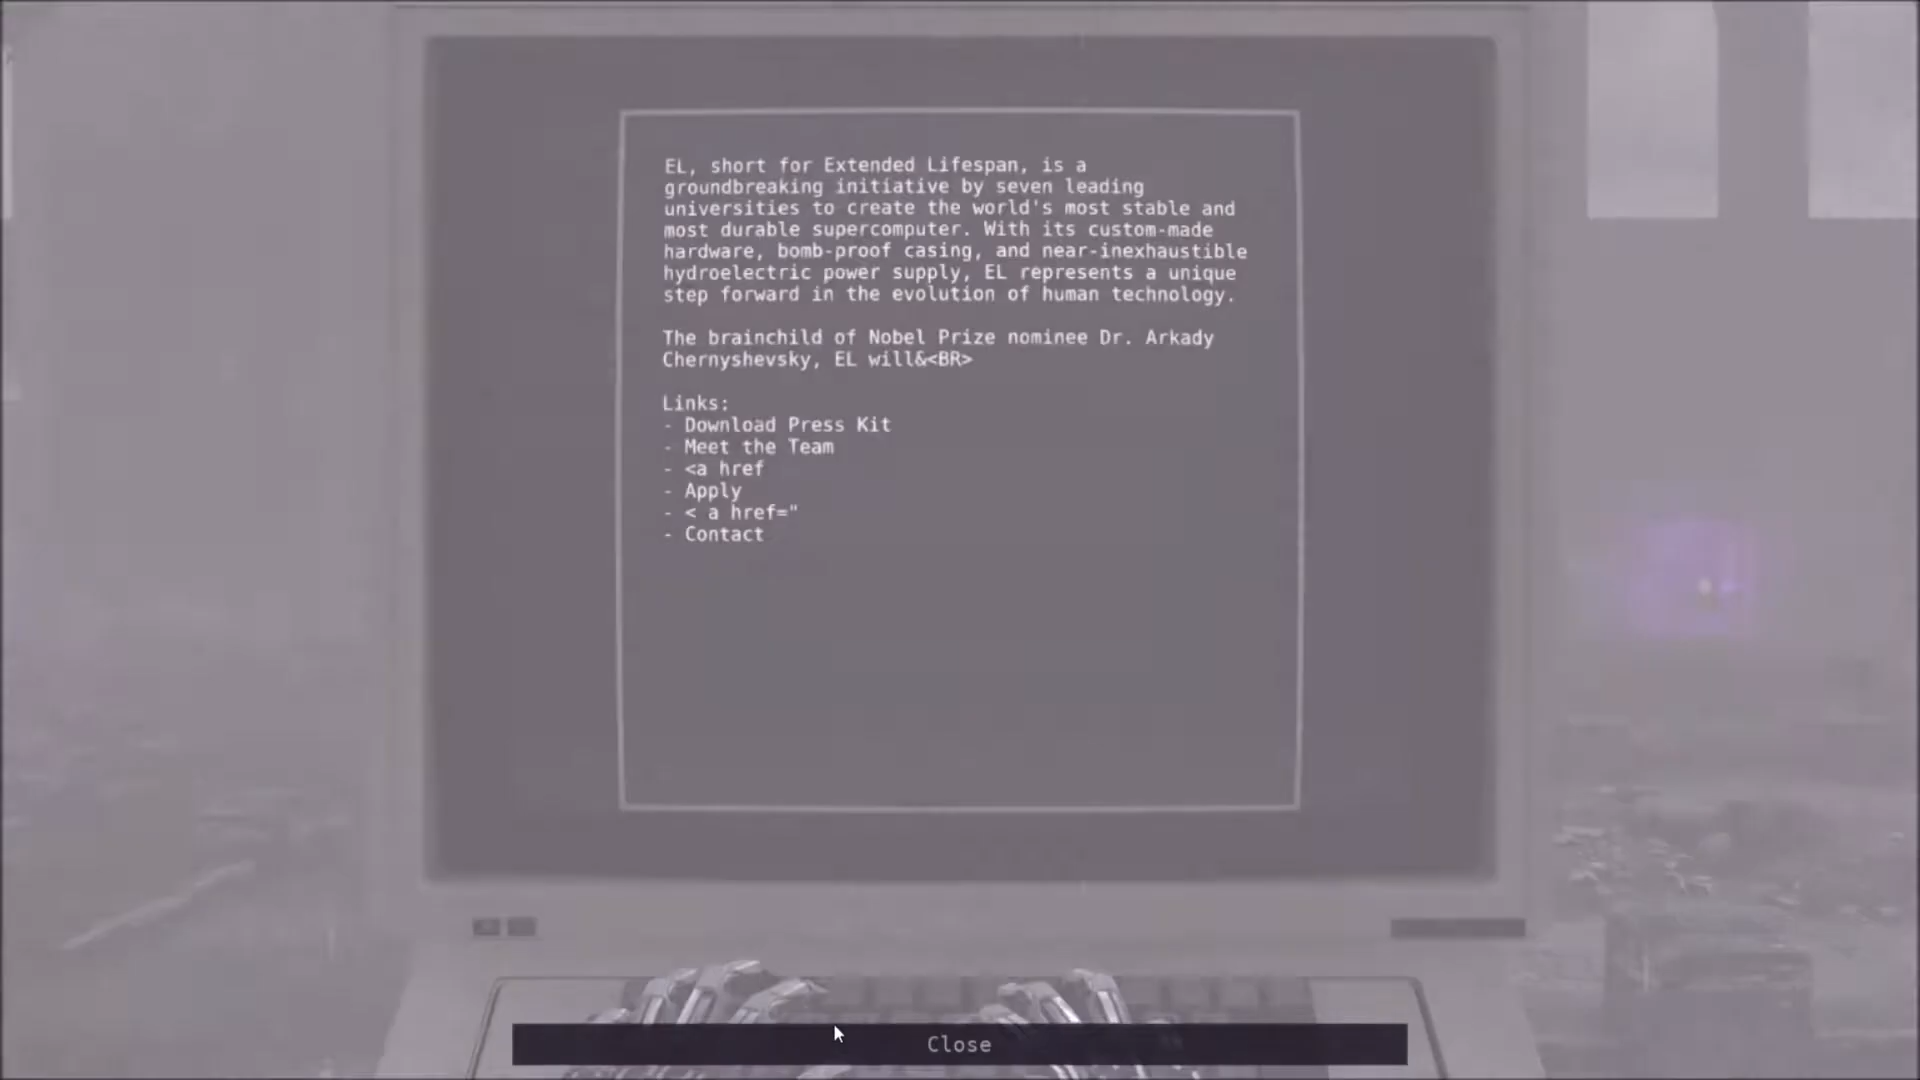 EL, short for Extended Lifespan, is a
groundbreaking initiative by seven leading
universities to create the world's most stable and
most durable supercomputer. With its custom-made
hardware, bomb-proof casing, and near-inexhaustible
hydroelectric power supply, EL represents a unique
step forward in the evolution of human technology.
The brainchild of Nobel Prize nominee Dr. Arkady
Chernyshevsky, EL will&<BR>
Links:
- Download Press Kit
- Meet the Team
- <a href
- Apply
- < a href="
- Contact
Close